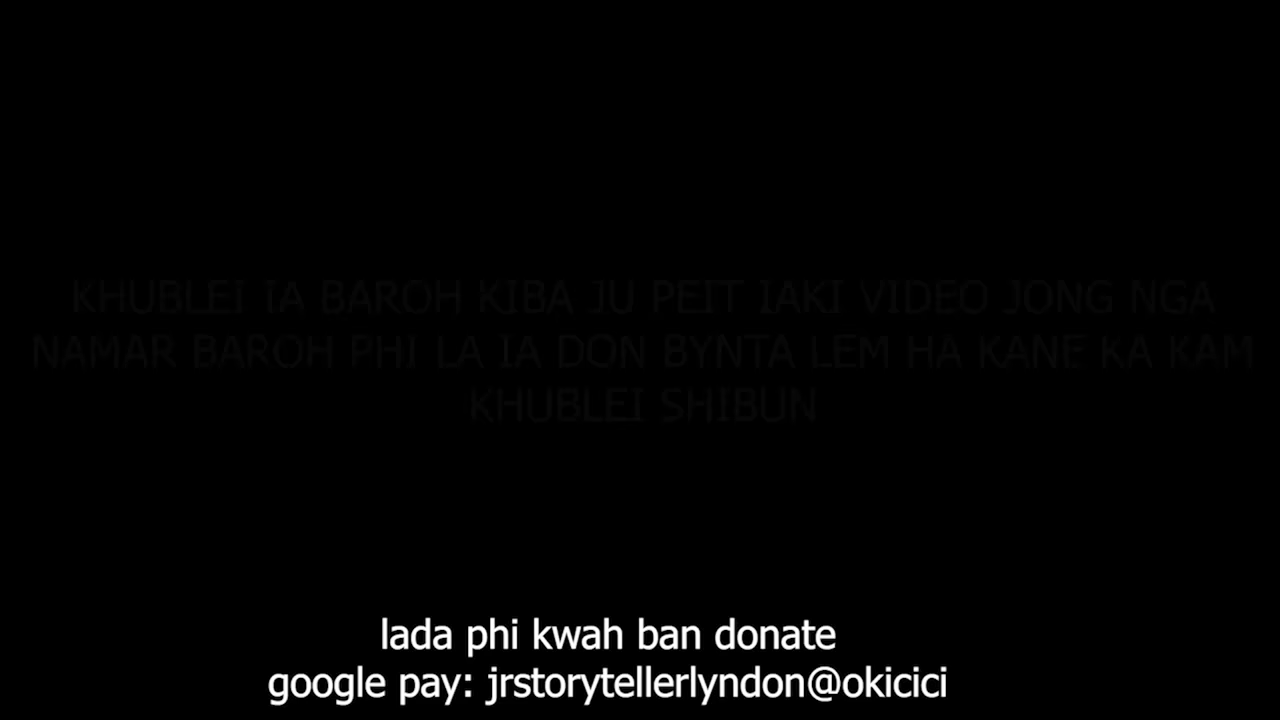 KHUBLEI IA BAROH KIBA JU PEIT IAKI VIDEO JONG NGA
NAMAR BAROH PHI LA IA DON BYNTA LEM HA KANE KA KAM
KHUBLEI SHIBUN
lada phi kwah ban donate
google pay: jrstorytellerlyndon@okicici